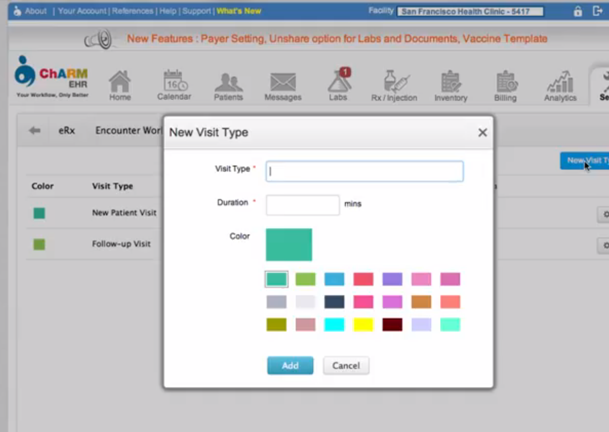 About | Your Account | References | Help | Support | What's New
Facility San Francisco Health Clinic - 5417
New Features : Payer Setting, Unshare option for Labs and Documents, Vaccine Template
ChARM
EHR
Your Workflow, Only Better
Home
Calendar
16
Patients
Messages
Labs
1
Rx / Injection
Inventory
Billing
Analytics
Se
eRx
Encounter Wor
New Visit Ty
Color
Visit Type
New Patient Visit
Follow-up Visit
New Visit Type
Visit Type *
Duration * mins
Color
Add
Cancel